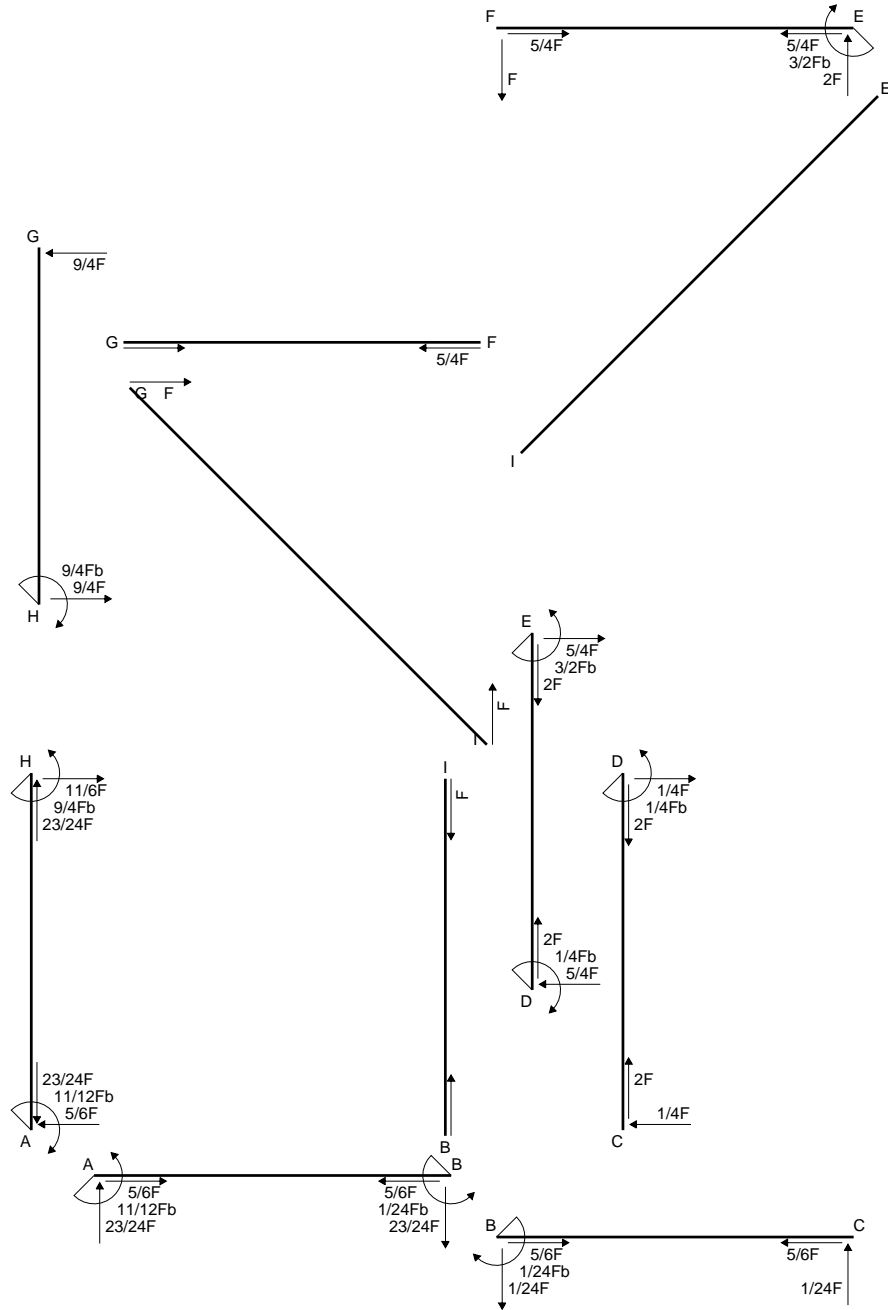 F
E
5/4F
5/4F
3/2Fb
F
2F
E
G
9/4F
G
F
5/4F
G
F
I
9/4Fb
9/4F
H
E
5/4F
3/2Fb
2F
F
I
H
I
D
11/6F
9/4Fb
23/24F
F
1/4F
1/4Fb
2F
2F
1/4Fb
5/4F
D
23/24F
11/12Fb
5/6F
A
2F
1/4F
C
B
A
B
5/6F
11/12Fb
23/24F
5/6F
1/24Fb
23/24F
B
C
5/6F
1/24Fb
1/24F
5/6F
1/24F